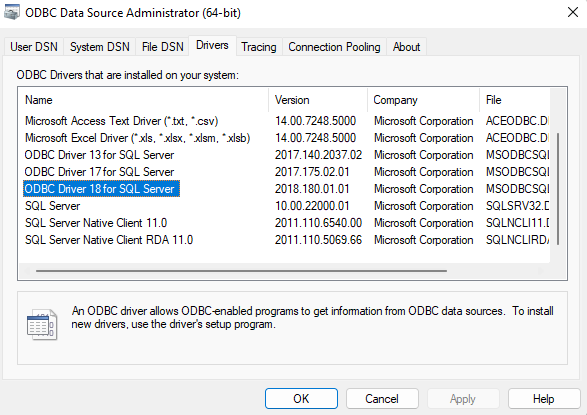 ODBC Data Source Administrator (64-bit)
User DSN System DSN File DSN Drivers Tracing Connection Pooling About
ODBC Drivers that are installed on your system:
Name Version Company File
Microsoft Access Text Driver (*.txt, *.csv) 14.00.7248.5000 Microsoft Corporation ACEODBC.D
Microsoft Excel Driver (*.xls, *.xlsx, *.xlsm, *.xlsb) 14.00.7248.5000 Microsoft Corporation ACEODBC.D
ODBC Driver 13 for SQL Server 2017.140.2037.02 Microsoft Corporation MSODBCSQL
ODBC Driver 17 for SQL Server 2017.175.02.01 Microsoft Corporation MSODBCSQL
ODBC Driver 18 for SQL Server 2018.180.01.01 Microsoft Corporation MSODBCSQL
SQL Server 10.00.22000.01 Microsoft Corporation SQLSRV32.D
SQL Server Native Client 11.0 2011.110.6540.00 Microsoft Corporation SQLNCLI11.D
SQL Server Native Client RDA 11.0 2011.110.5069.66 Microsoft Corporation SQLNCLIRDA
An ODBC driver allows ODBC-enabled programs to get information from ODBC data sources. To install
new drivers, use the driver's setup program.
OK Cancel Apply Help